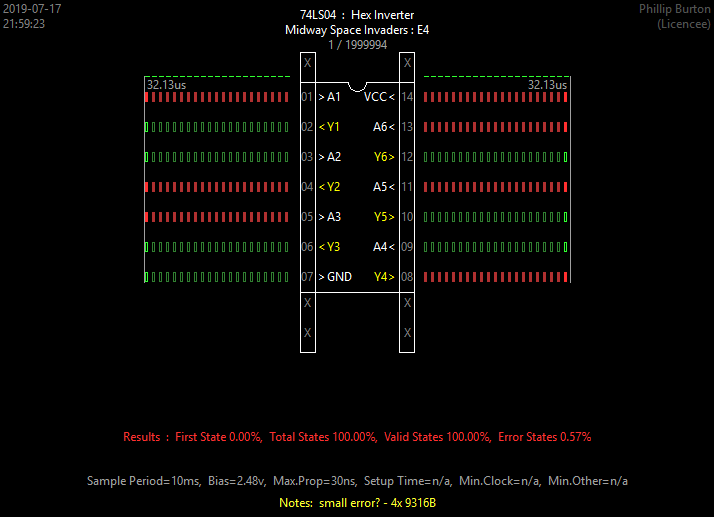 2019-07-17
21:59:23
74LS04 : Hex Inverter
Midway Space Invaders : E4
1 / 1999994
Phillip Burton
(Licencee)
X X
32.13us 32.13us
01 > A1 VCC < 14
02 < Y1 A6 < 13
03 > A2 Y6 > 12
04 < Y2 A5 < 11
05 > A3 Y5 > 10
06 < Y3 A4 < 09
07 > GND Y4 > 08
X X
X X
Results : First State 0.00%, Total States 100.00%, Valid States 100.00%, Error States 0.57%
Sample Period=10ms, Bias=2.48v, Max.Prop=30ns, Setup Time=n/a, Min.Clock=n/a, Min.Other=n/a
Notes: small error? - 4x 9316B